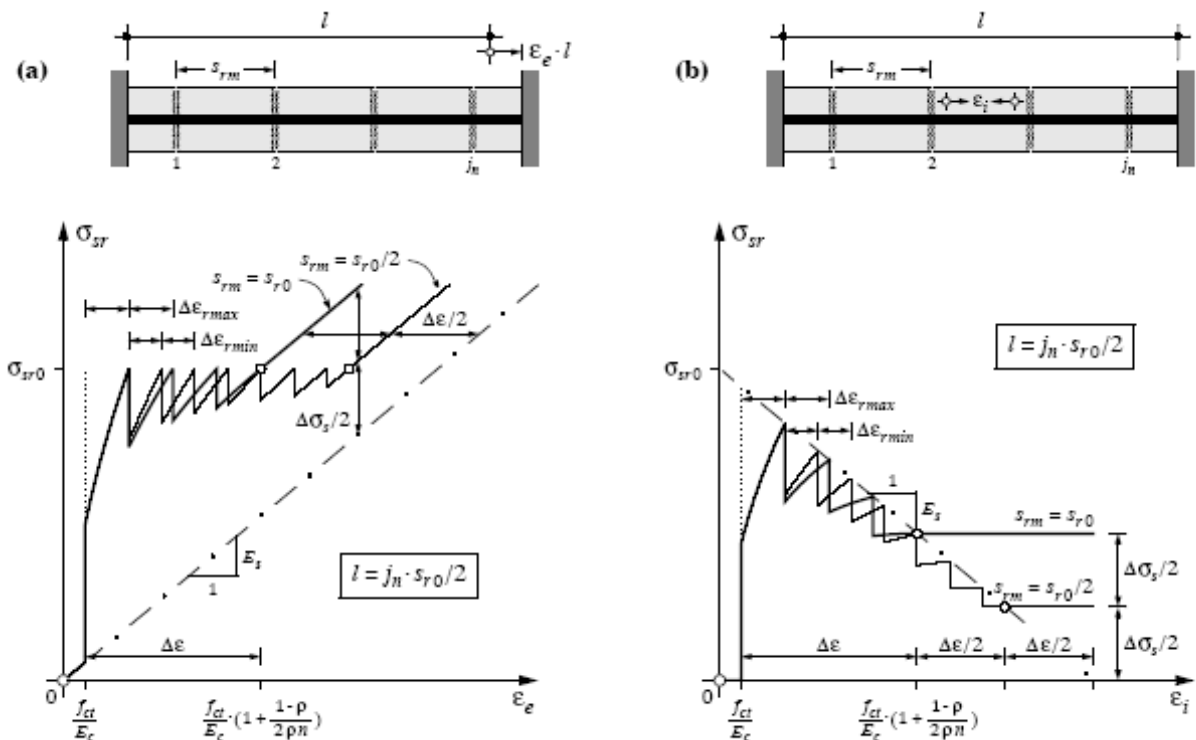 (a)
l
ε_e · l
s_rm
1
2
j_n
σ_sr
s_rm = s_r0/2
s_rm = s_r0
Δε_rmax
Δε/2
Δε_rmin
σ_sr0
Δσ_s/2
E_s
1
l = j_n · s_r0/2
Δε
0
f_ct/E_c
f_ct/E_c · (1 + (1-ρ)/(2ρn))
ε_e
(b)
l
s_rm
ε_i
1
2
j_n
σ_sr
l = j_n · s_r0/2
σ_sr0
Δε_rmax
Δε_rmin
1
E_s
s_rm = s_r0
Δσ_s/2
s_rm = s_r0/2
Δσ_s/2
Δε
Δε/2
Δε/2
0
f_ct/E_c
f_ct/E_c · (1 + (1-ρ)/(2ρn))
ε_i